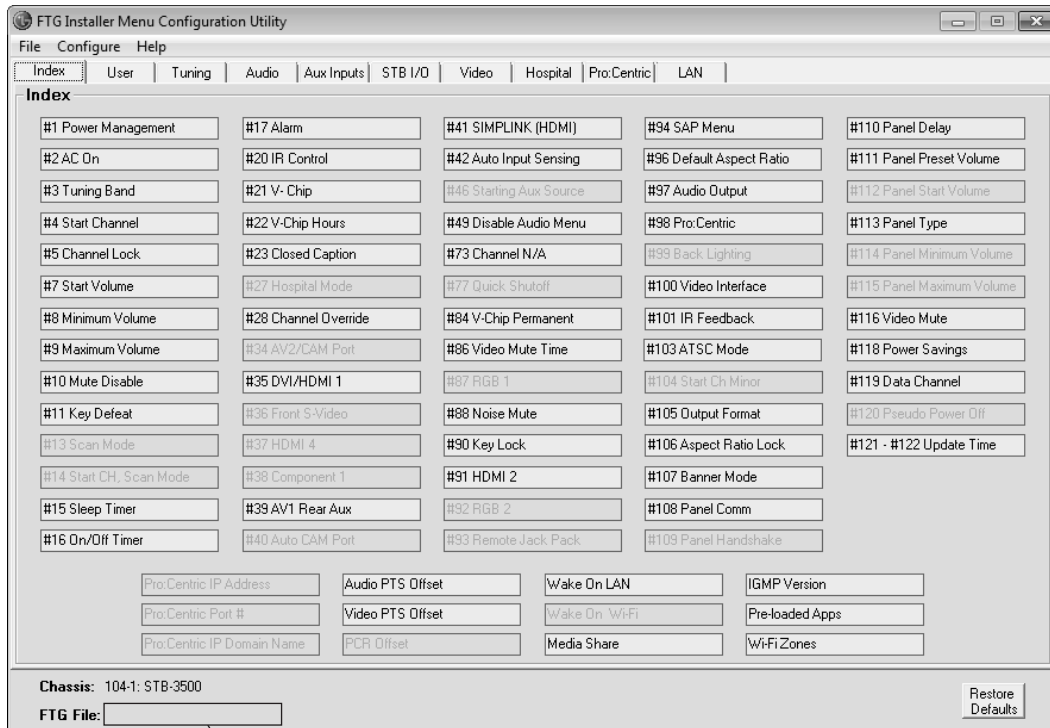 FTG Installer Menu Configuration Utility
File Configure Help
Index User Tuning Audio Aux Inputs STB I/O Video Hospital Pro:Centric LAN
Index
#1 Power Management #17 Alarm #41 SIMPLINK (HDMI) #94 SAP Menu #110 Panel Delay
#2 AC On #20 IR Control #42 Auto Input Sensing #96 Default Aspect Ratio #111 Panel Preset Volume
#3 Tuning Band #21 V- Chip #46 Starting Aux Source #97 Audio Output #112 Panel Start Volume
#4 Start Channel #22 V-Chip Hours #49 Disable Audio Menu #98 Pro:Centric #113 Panel Type
#5 Channel Lock #23 Closed Caption #73 Channel N/A #99 Back Lighting #114 Panel Minimum Volume
#7 Start Volume #27 Hospital Mode #77 Quick Shutoff #100 Video Interface #115 Panel Maximum Volume
#8 Minimum Volume #28 Channel Override #84 V-Chip Permanent #101 IR Feedback #116 Video Mute
#9 Maximum Volume #34 AV2/CAM Port #86 Video Mute Time #103 ATSC Mode #118 Power Savings
#10 Mute Disable #35 DVI/HDMI 1 #87 RGB 1 #104 Start Ch Minor #119 Data Channel
#11 Key Defeat #36 Front S-Video #88 Noise Mute #105 Output Format #120 Pseudo Power Off
#13 Scan Mode #37 HDMI 4 #90 Key Lock #106 Aspect Ratio Lock #121 - #122 Update Time
#14 Start CH, Scan Mode #38 Component 1 #91 HDMI 2 #107 Banner Mode
#15 Sleep Timer #39 AV1 Rear Aux #92 RGB 2 #108 Panel Comm
#16 On/Off Timer #40 Auto CAM Port #93 Remote Jack Pack #109 Panel Handshake
Pro:Centric IP Address Audio PTS Offset Wake On LAN IGMP Version
Pro:Centric Port # Video PTS Offset Wake On Wi-Fi Pre-loaded Apps
Pro:Centric IP Domain Name PCR Offset Media Share Wi-Fi Zones
Chassis: 104-1: STB-3500
FTG File:
Restore
Defaults